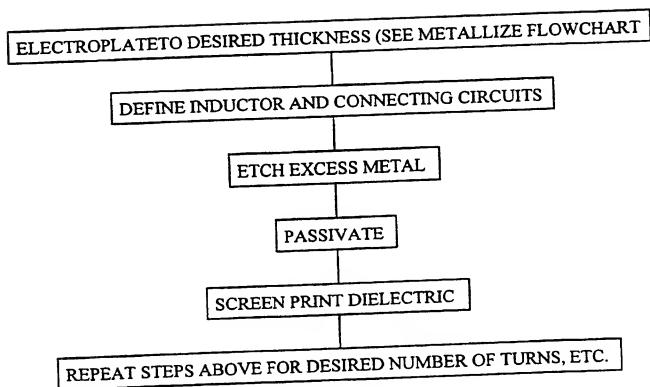 ELECTROPLATETO DESIRED THICKNESS (SEE METALLIZE FLOWCHART
DEFINE INDUCTOR AND CONNECTING CIRCUITS
ETCH EXCESS METAL
PASSIVATE
SCREEN PRINT DIELECTRIC
REPEAT STEPS ABOVE FOR DESIRED NUMBER OF TURNS, ETC.